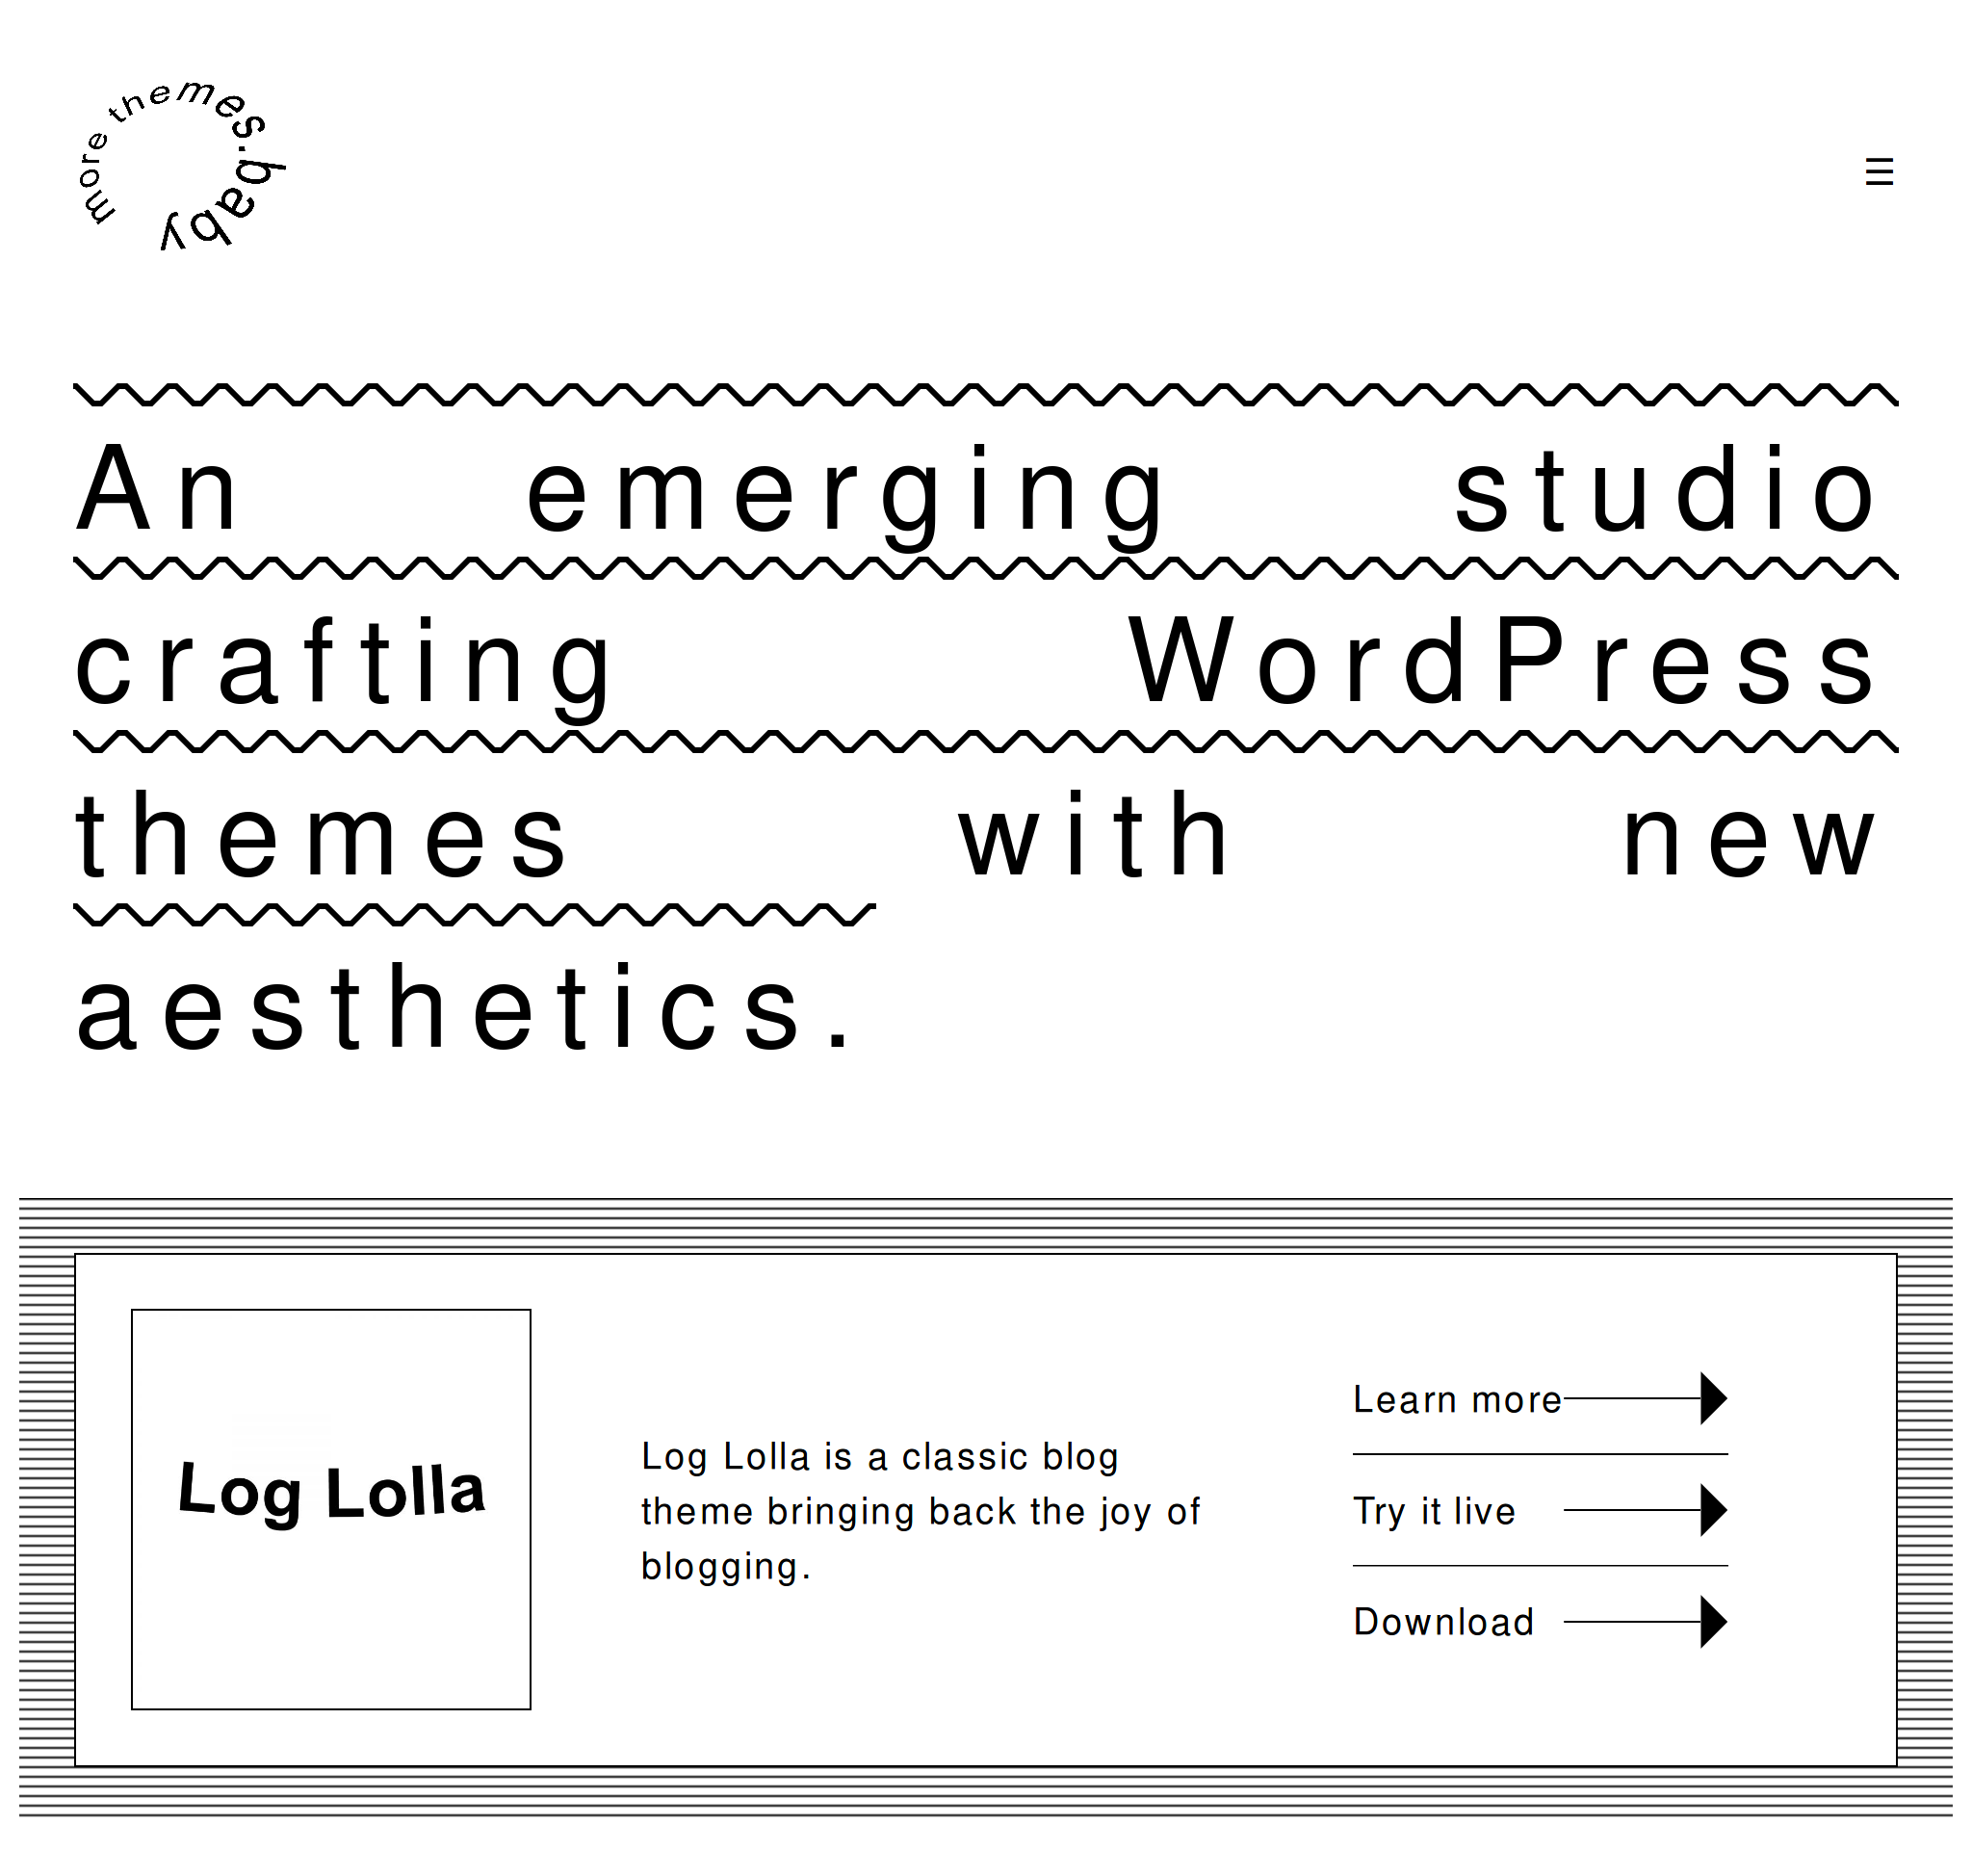 more themes.baby
☰
An emerging studio
crafting WordPress
themes with new
aesthetics.
Log Lolla
Log Lolla is a classic blog
theme bringing back the joy of
blogging.
Learn more
Try it live
Download